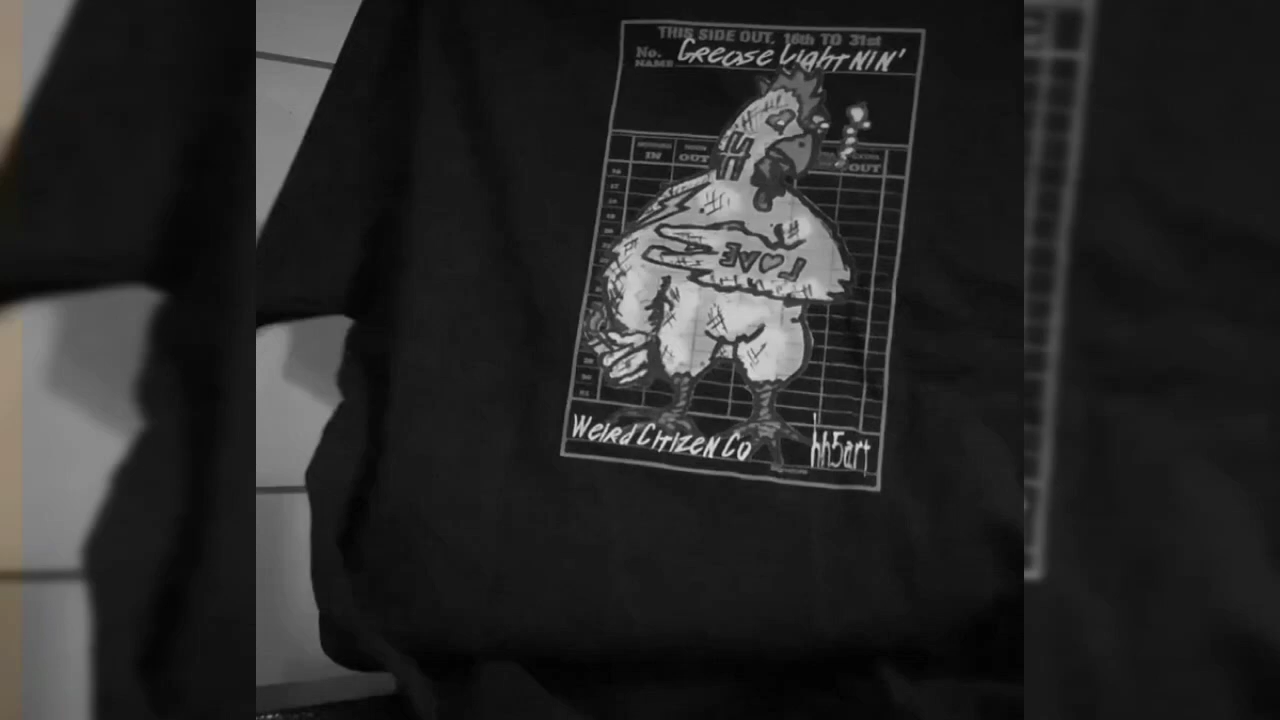 THIS SIDE OUT, 16th TO 31st
No.
NAME Grease LightNIN'
IN OUT OUT
LOVE
Weird Citizen Co
hh5art